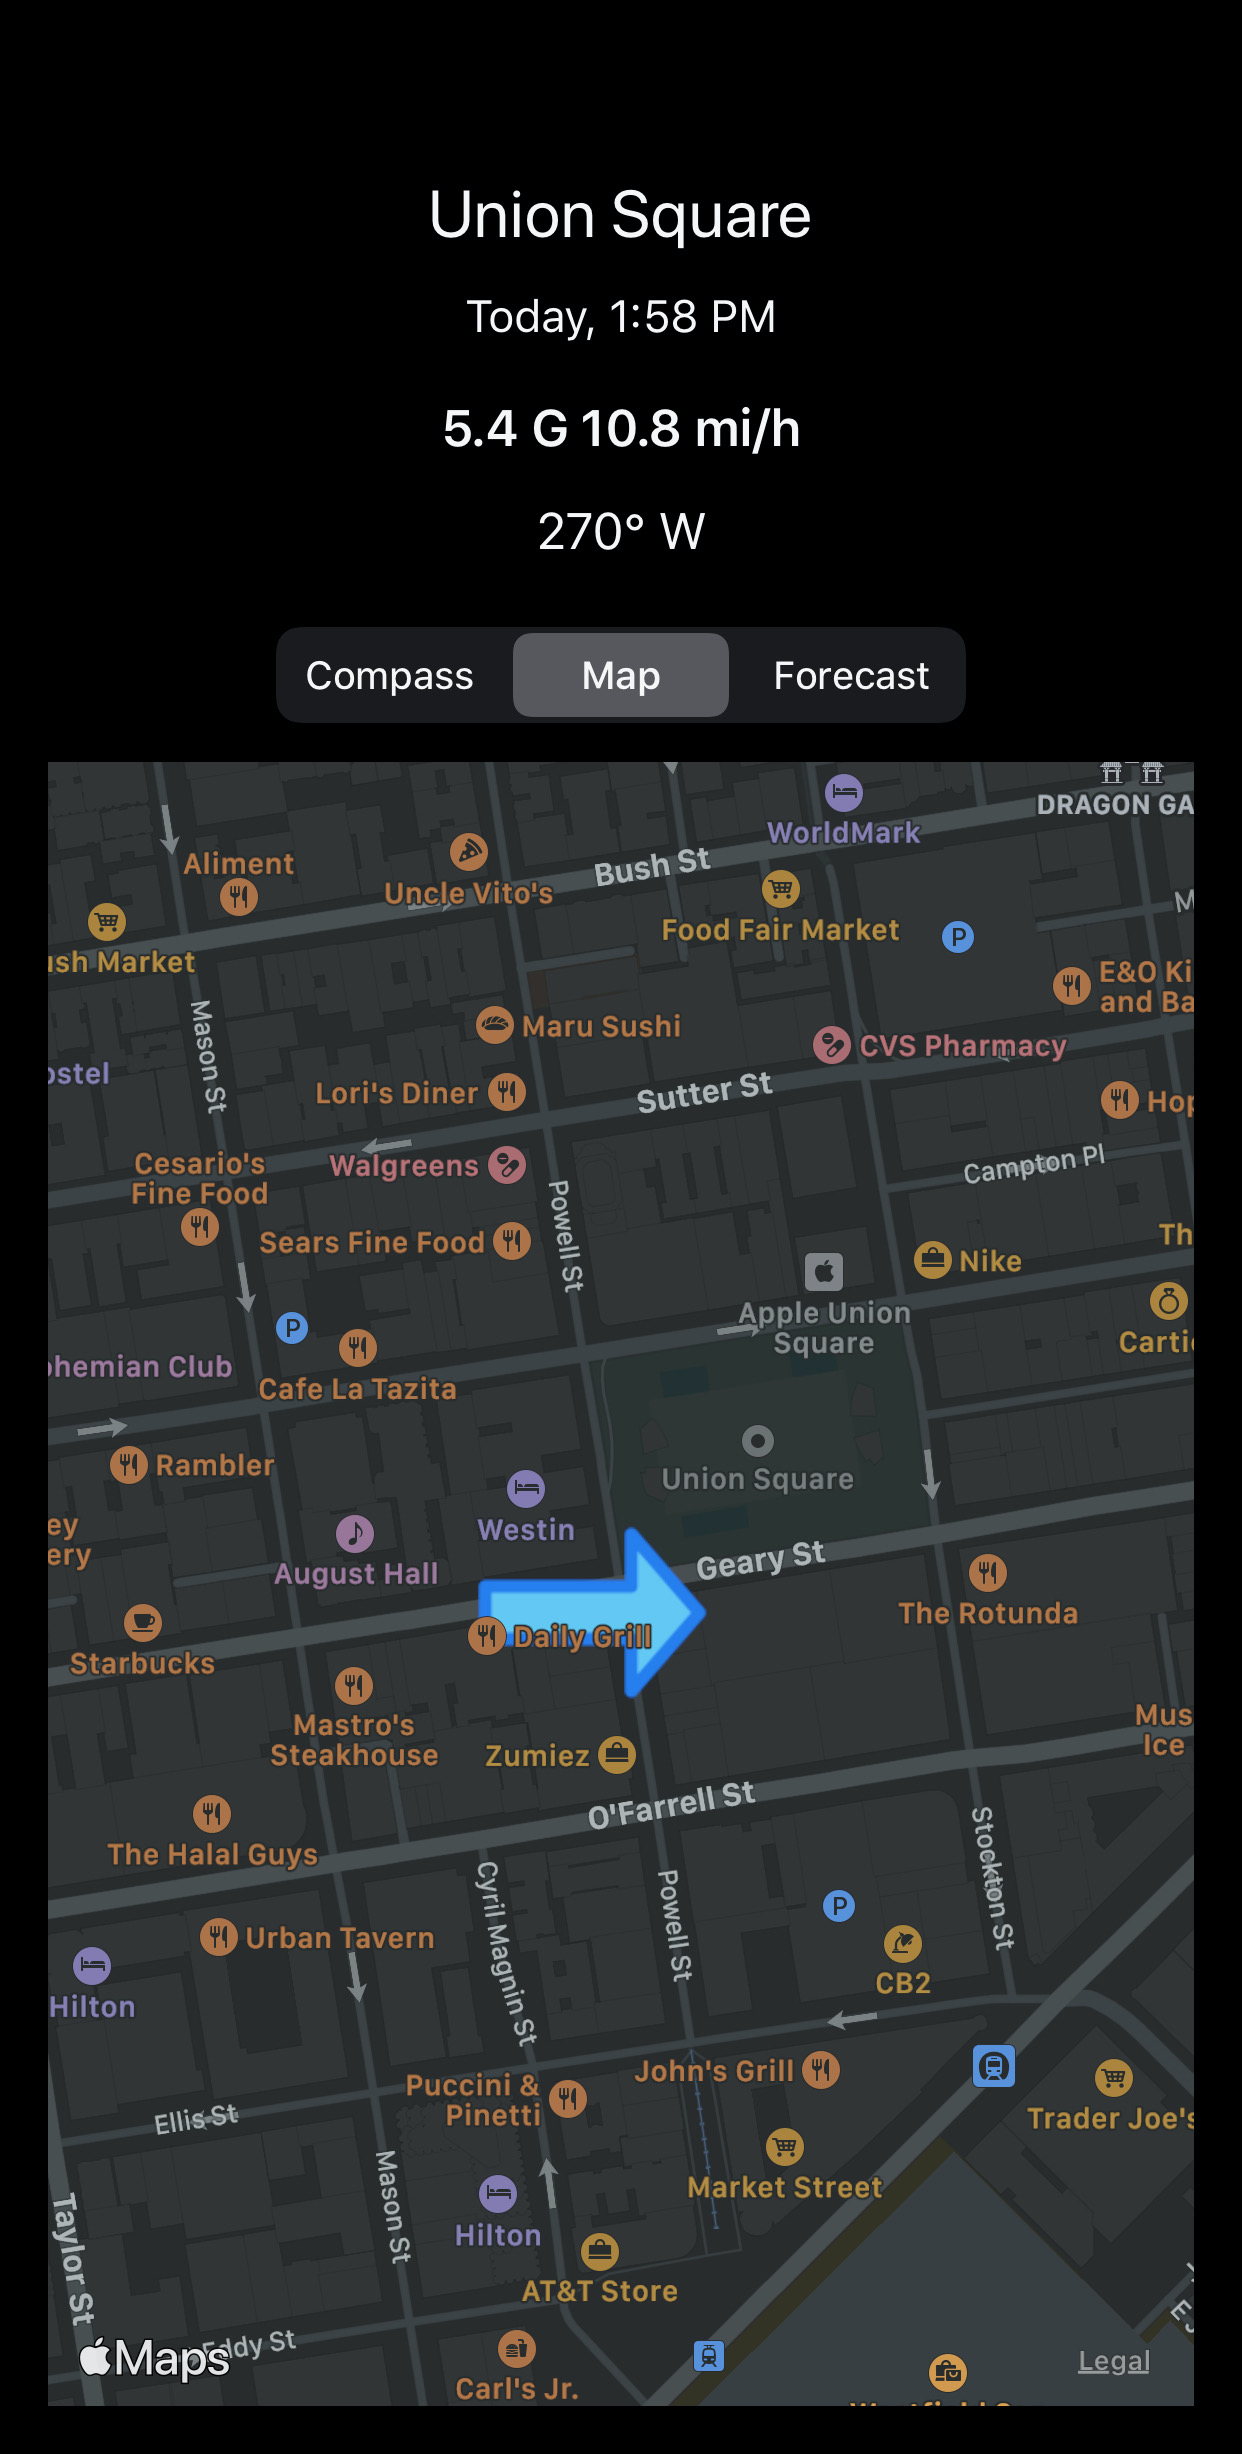 Union Square
Today, 1:58 PM
5.4 G 10.8 mi/h
270° W
Compass
Map
Forecast
DRAGON GA
WorldMark
Aliment
Bush St
Uncle Vito's
Food Fair Market
P
ush Market
E&O Ki
and Ba
Mason St
Maru Sushi
CVS Pharmacy
ostel
Lori's Diner
Sutter St
Hop
Cesario's
Fine Food
Walgreens
Campton Pl
Powell St
Sears Fine Food
Th
Nike
P
Apple Union
Square
Cartie
ohemian Club
Cafe La Tazita
Rambler
Union Square
ey
ery
Westin
August Hall
Geary St
Starbucks
Daily Grill
The Rotunda
Mastro's
Steakhouse
Zumiez
Mus
Ice
O'Farrell St
The Halal Guys
Cyril Magnin St
Powell St
Stockton St
P
Urban Tavern
CB2
Hilton
John's Grill
Puccini &
Pinetti
Ellis St
Trader Joe's
Mason St
Market Street
Taylor St
Hilton
AT&T Store
Eddy St
Maps
Carl's Jr.
Legal